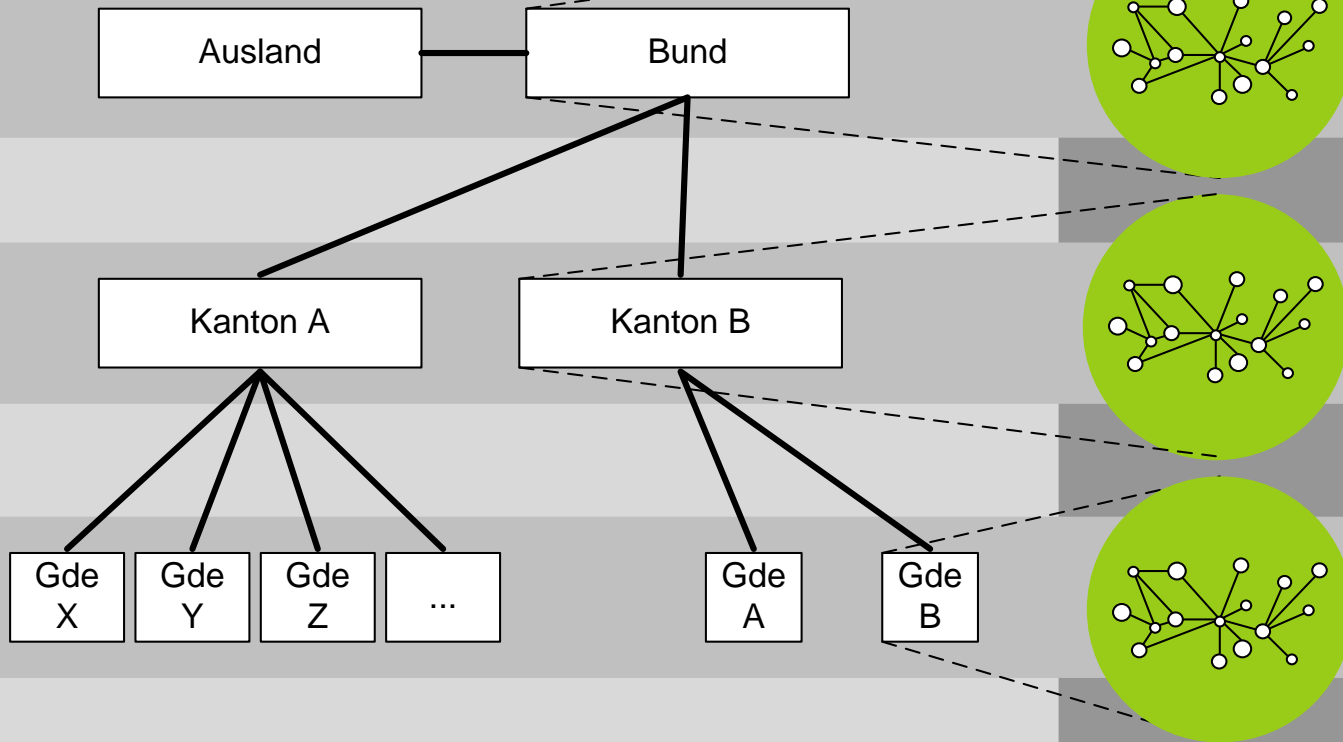 Ausland
Bund
Kanton A
Kanton B
Gde
X
Gde
Y
Gde
Z
...
Gde
A
Gde
B